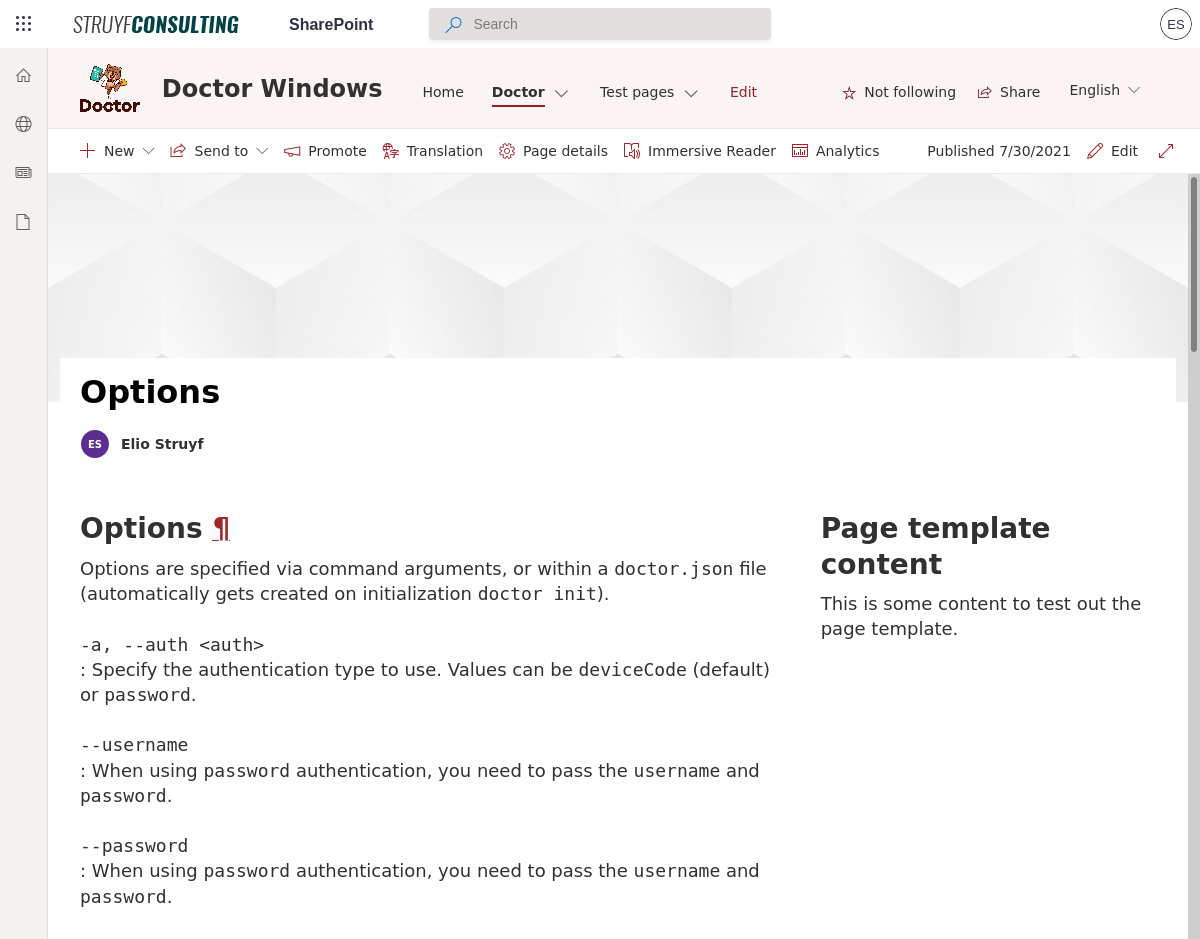 STRUYFCONSULTING
SharePoint
Search
ES
Doctor
Doctor Windows
Home
Doctor
Test pages
Edit
Not following
Share
English
New
Send to
Promote
Translation
Page details
Immersive Reader
Analytics
Published 7/30/2021
Edit
Options
ES
Elio Struyf
Options ¶
Options are specified via command arguments, or within a doctor.json file
(automatically gets created on initialization doctor init).
-a, --auth <auth>
: Specify the authentication type to use. Values can be deviceCode (default)
or password.
--username
: When using password authentication, you need to pass the username and
password.
--password
: When using password authentication, you need to pass the username and
password.
Page template
content
This is some content to test out the
page template.